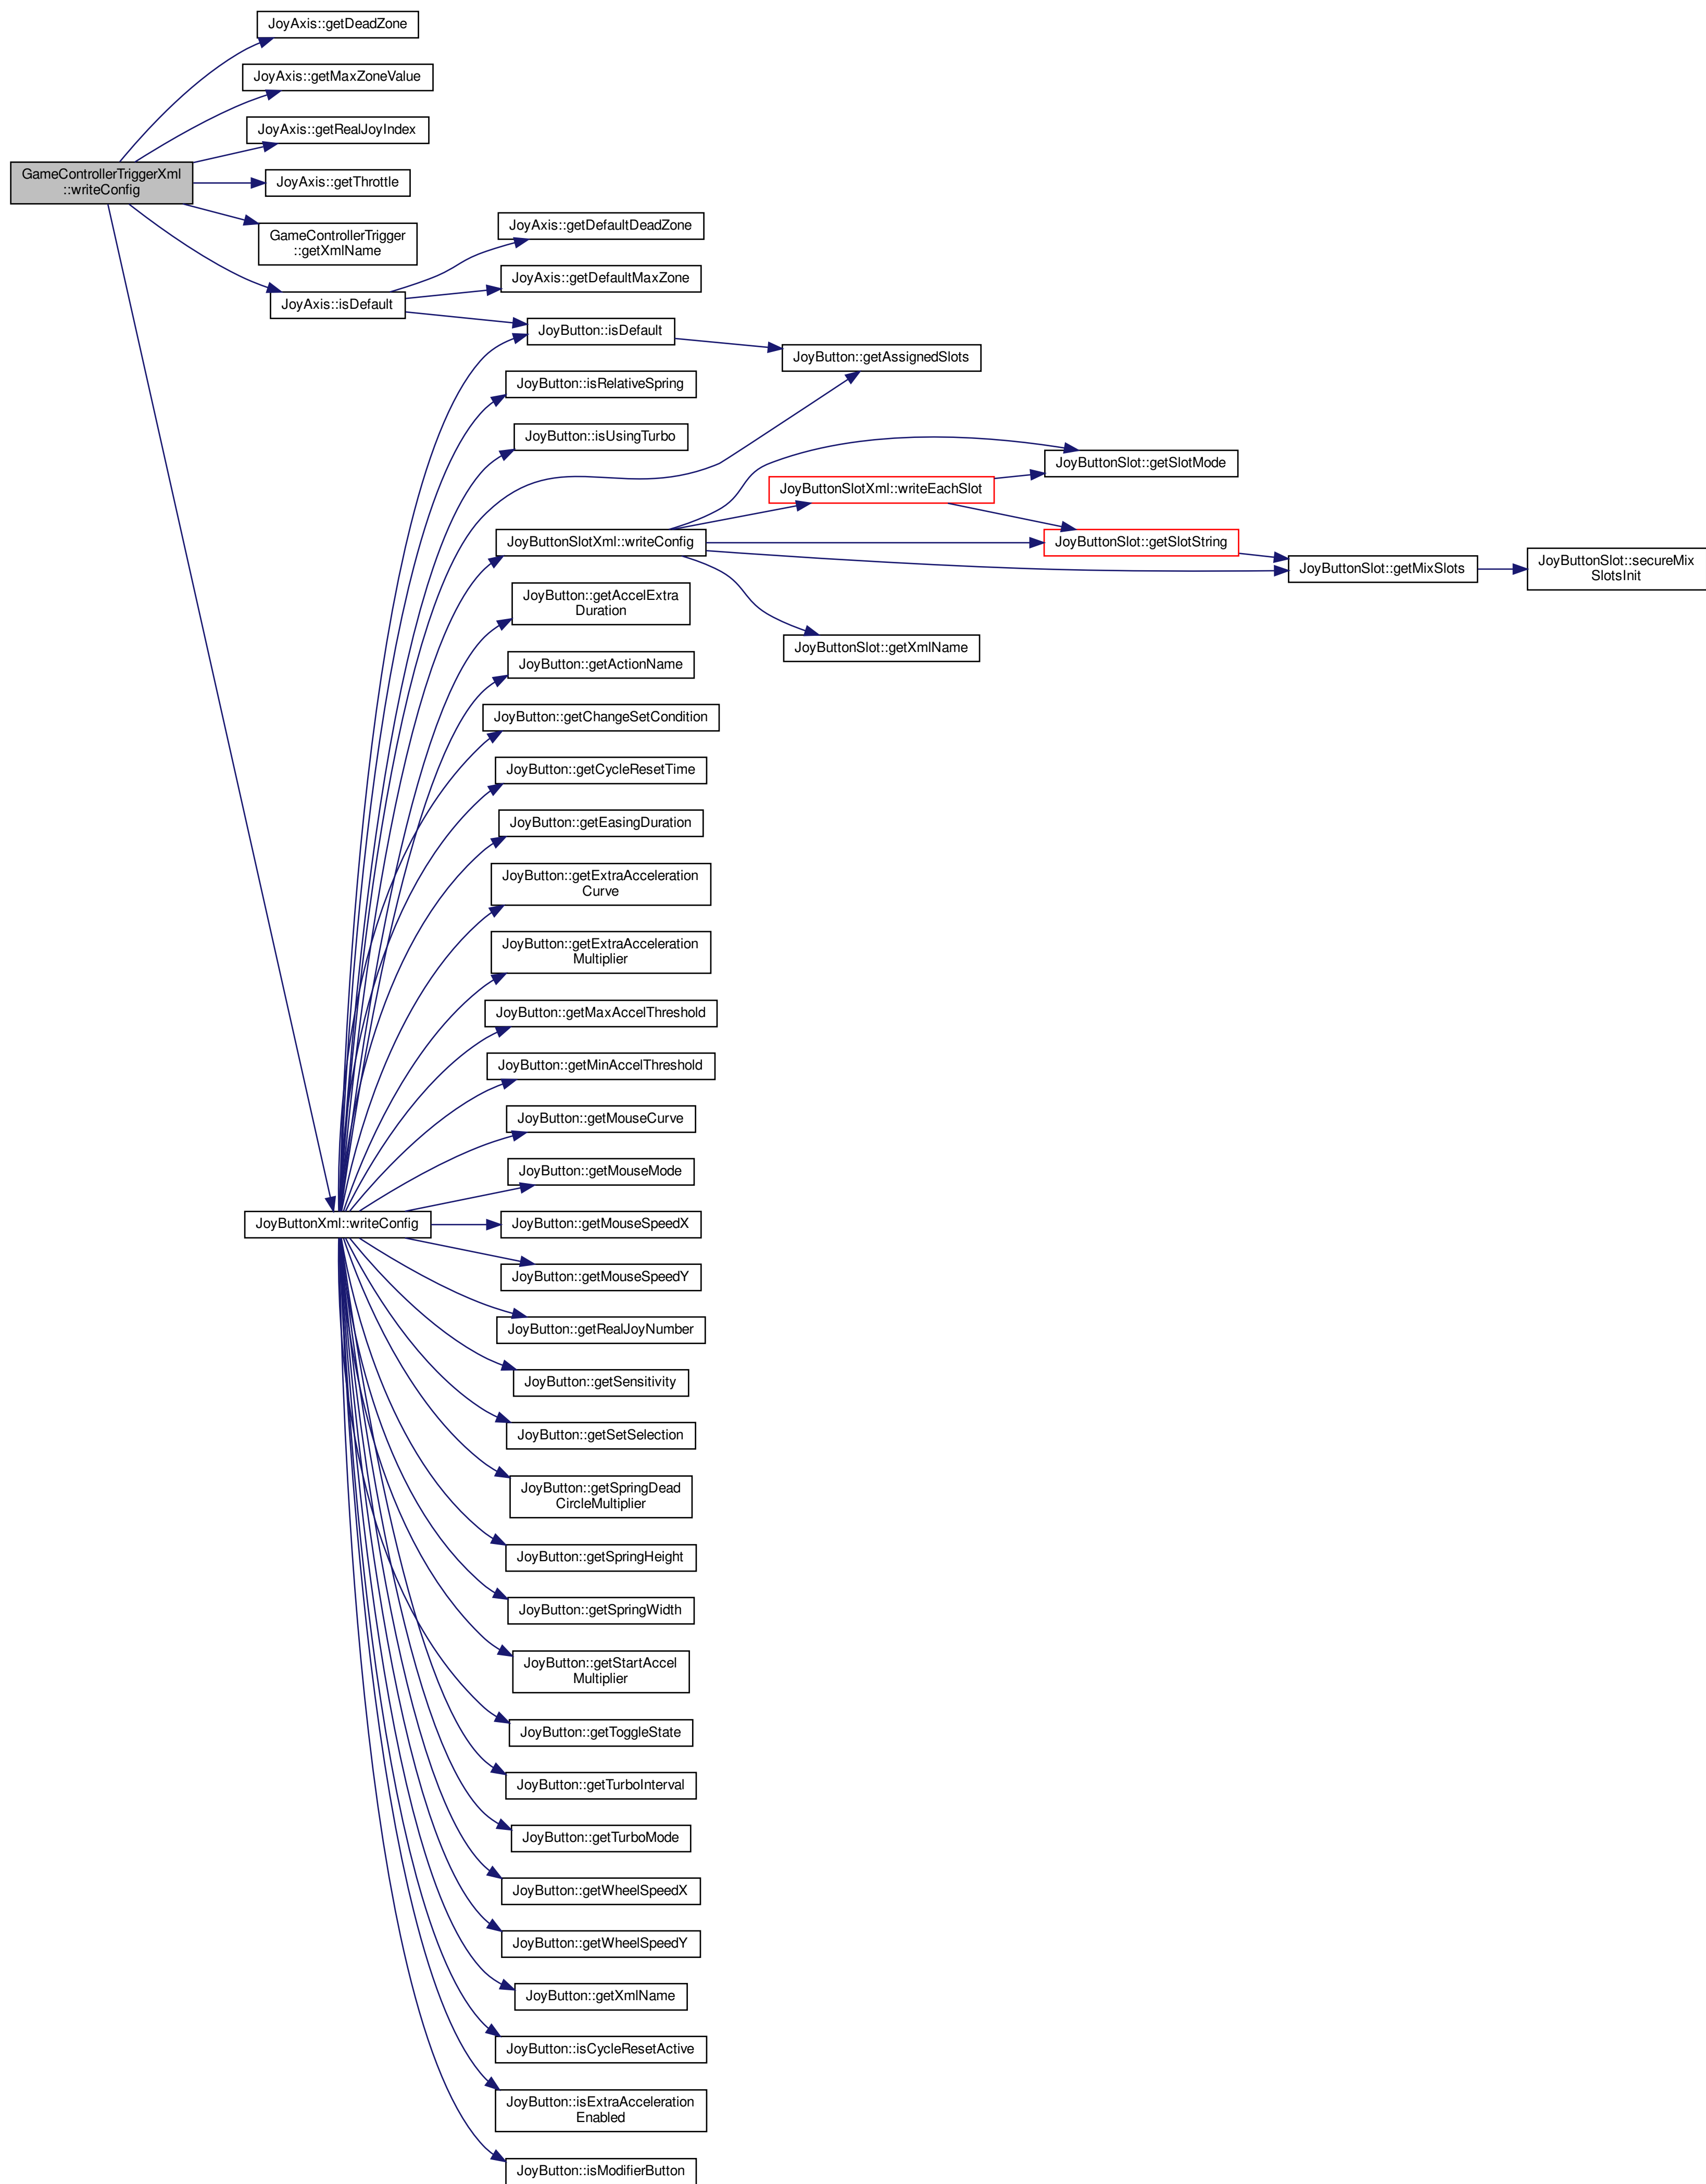 JoyAxis::getDeadZone
JoyAxis::getMaxZoneValue
JoyAxis::getRealJoyIndex
GameControllerTriggerXml
::writeConfig
JoyAxis::getThrottle
GameControllerTrigger
::getXmlName
JoyAxis::isDefault
JoyAxis::getDefaultDeadZone
JoyAxis::getDefaultMaxZone
JoyButton::isDefault
JoyButton::getAssignedSlots
JoyButton::isRelativeSpring
JoyButton::isUsingTurbo
JoyButtonSlot::getSlotMode
JoyButtonSlotXml::writeEachSlot
JoyButtonSlotXml::writeConfig
JoyButtonSlot::getSlotString
JoyButtonSlot::getMixSlots
JoyButtonSlot::secureMix
SlotsInit
JoyButton::getAccelExtra
Duration
JoyButtonSlot::getXmlName
JoyButton::getActionName
JoyButton::getChangeSetCondition
JoyButton::getCycleResetTime
JoyButton::getEasingDuration
JoyButton::getExtraAcceleration
Curve
JoyButton::getExtraAcceleration
Multiplier
JoyButton::getMaxAccelThreshold
JoyButton::getMinAccelThreshold
JoyButton::getMouseCurve
JoyButton::getMouseMode
JoyButtonXml::writeConfig
JoyButton::getMouseSpeedX
JoyButton::getMouseSpeedY
JoyButton::getRealJoyNumber
JoyButton::getSensitivity
JoyButton::getSetSelection
JoyButton::getSpringDead
CircleMultiplier
JoyButton::getSpringHeight
JoyButton::getSpringWidth
JoyButton::getStartAccel
Multiplier
JoyButton::getToggleState
JoyButton::getTurboInterval
JoyButton::getTurboMode
JoyButton::getWheelSpeedX
JoyButton::getWheelSpeedY
JoyButton::getXmlName
JoyButton::isCycleResetActive
JoyButton::isExtraAcceleration
Enabled
JoyButton::isModifierButton